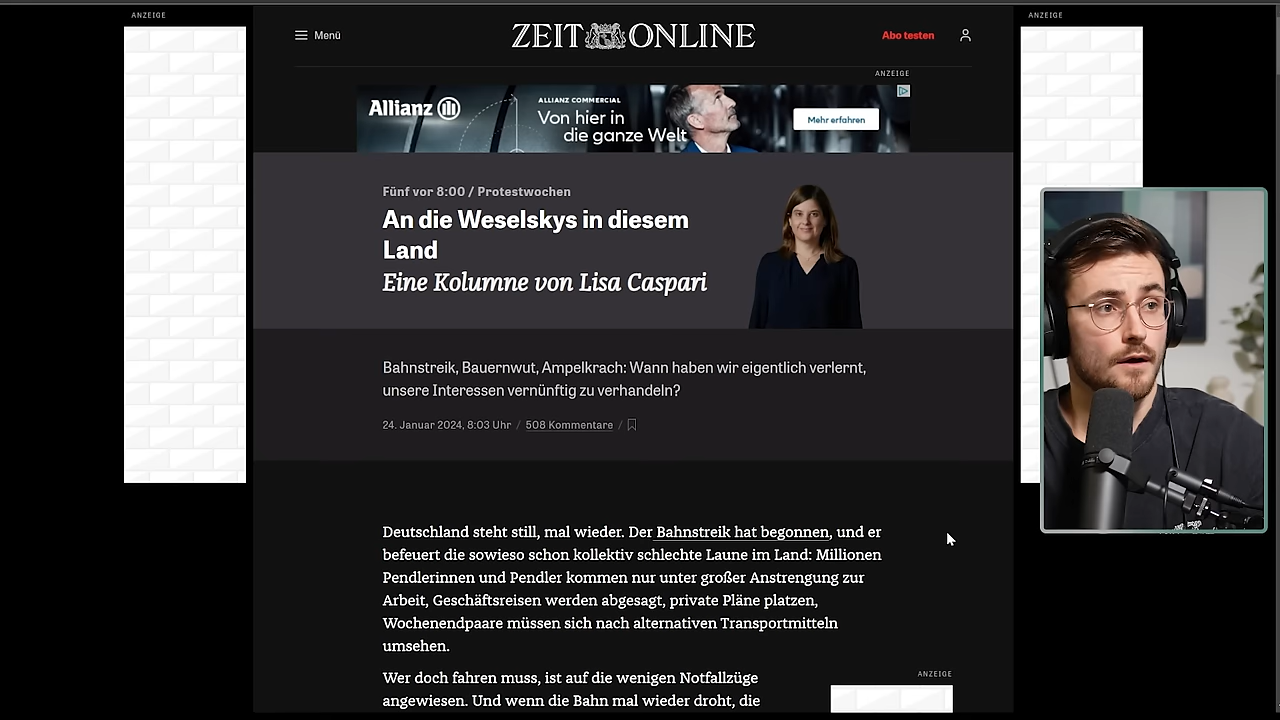 ANZEIGE
ANZEIGE
Menü
ZEIT ONLINE
Abo testen
ANZEIGE
Allianz
ALLIANZ COMMERCIAL
Von hier in
die ganze Welt
Mehr erfahren
Fünf vor 8:00 / Protestwochen
An die Weselskys in diesem
Land
Eine Kolumne von Lisa Caspari
Bahnstreik, Bauernwut, Ampelkrach: Wann haben wir eigentlich verlernt,
unsere Interessen vernünftig zu verhandeln?
24. Januar 2024, 8:03 Uhr / 508 Kommentare /
Deutschland steht still, mal wieder. Der Bahnstreik hat begonnen, und er
befeuert die sowieso schon kollektiv schlechte Laune im Land: Millionen
Pendlerinnen und Pendler kommen nur unter großer Anstrengung zur
Arbeit, Geschäftsreisen werden abgesagt, private Pläne platzen,
Wochenendpaare müssen sich nach alternativen Transportmitteln
umsehen.
Wer doch fahren muss, ist auf die wenigen Notfallzüge
angewiesen. Und wenn die Bahn mal wieder droht, die
ANZEIGE